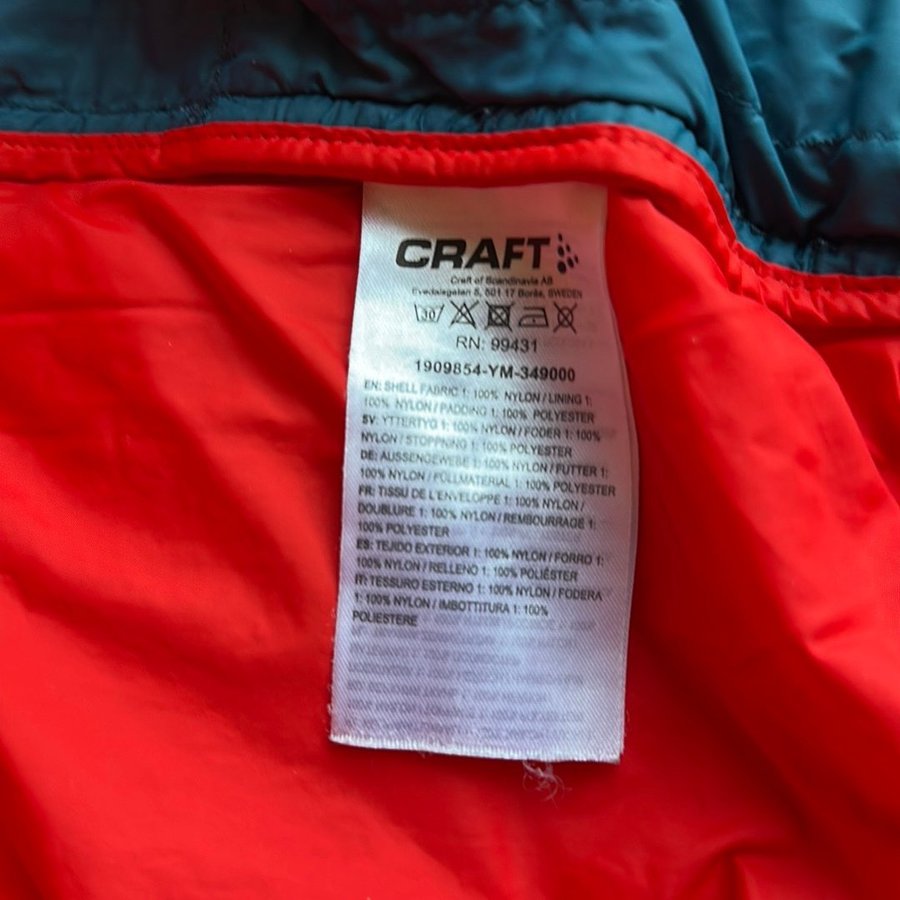 CRAFT
Craft of Scandinavia AB
Evedalsgatan 5, 501 17 Borås, SWEDEN
30
RN: 99431
1909854-YM-349000
EN: SHELL FABRIC 1: 100% NYLON / LINING 1:
100% NYLON / PADDING 1: 100% POLYESTER
SV: YTTERTYG 1: 100% NYLON / FODER 1: 100%
NYLON / STOPPNING 1: 100% POLYESTER
DE: AUSSENGEWEBE 1: 100% NYLON / FUTTER 1:
100% NYLON / FÜLLMATERIAL 1: 100% POLYESTER
FR: TISSU DE L'ENVELOPPE 1: 100% NYLON /
DOUBLURE 1: 100% NYLON / REMBOURRAGE 1:
100% POLYESTER
ES: TEJIDO EXTERIOR 1: 100% NYLON / FORRO 1:
100% NYLON / RELLENO 1: 100% POLIÉSTER
IT: TESSURO ESTERNO 1: 100% NYLON / FODERA
1: 100% NYLON / IMBOTTITURA 1: 100%
POLIESTERE